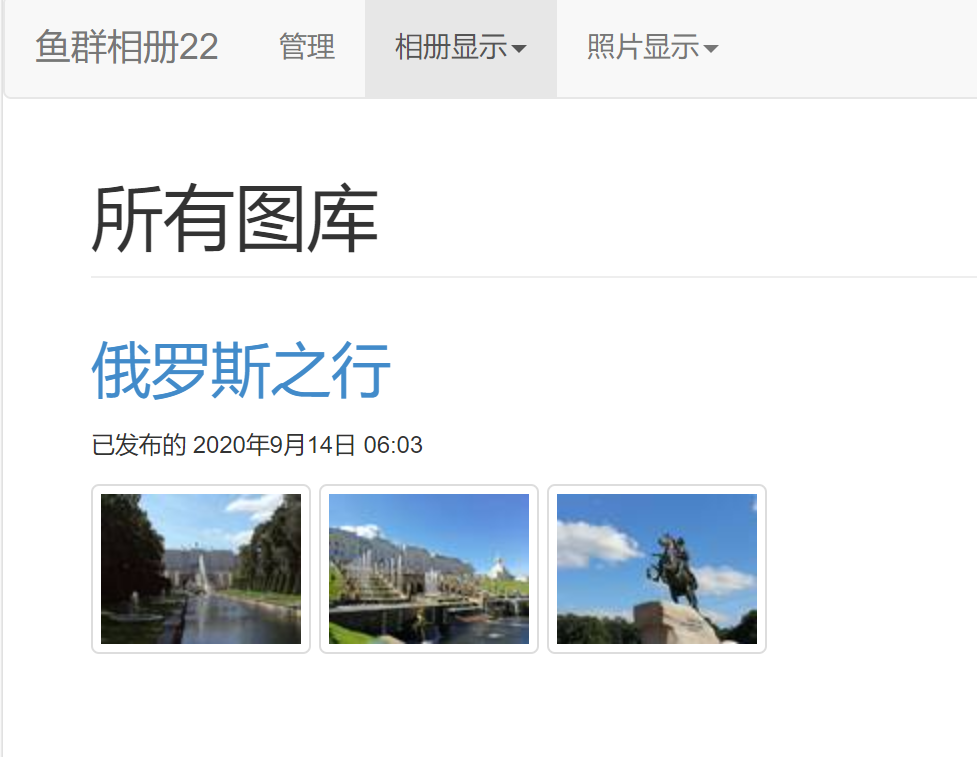 鱼群相册22 管理 相册显示 照片显示
所有图库
俄罗斯之行
已发布的 2020年9月14日 06:03